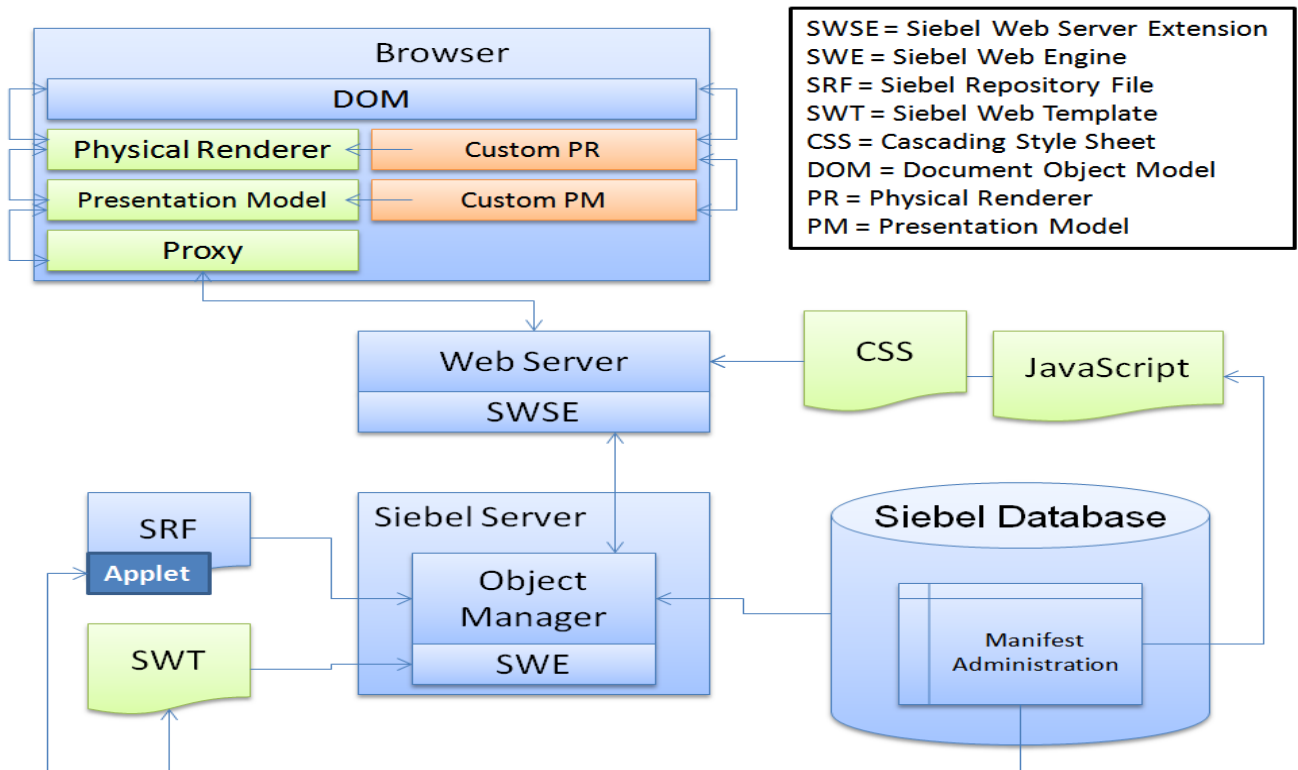 Browser
DOM
Physical Renderer
Custom PR
Presentation Model
Custom PM
Proxy
SWSE = Siebel Web Server Extension
SWE = Siebel Web Engine
SRF = Siebel Repository File
SWT = Siebel Web Template
CSS = Cascading Style Sheet
DOM = Document Object Model
PR = Physical Renderer
PM = Presentation Model
Web Server
SWSE
CSS
JavaScript
SRF
Applet
SWT
Siebel Server
Object
Manager
SWE
Siebel Database
Manifest
Administration